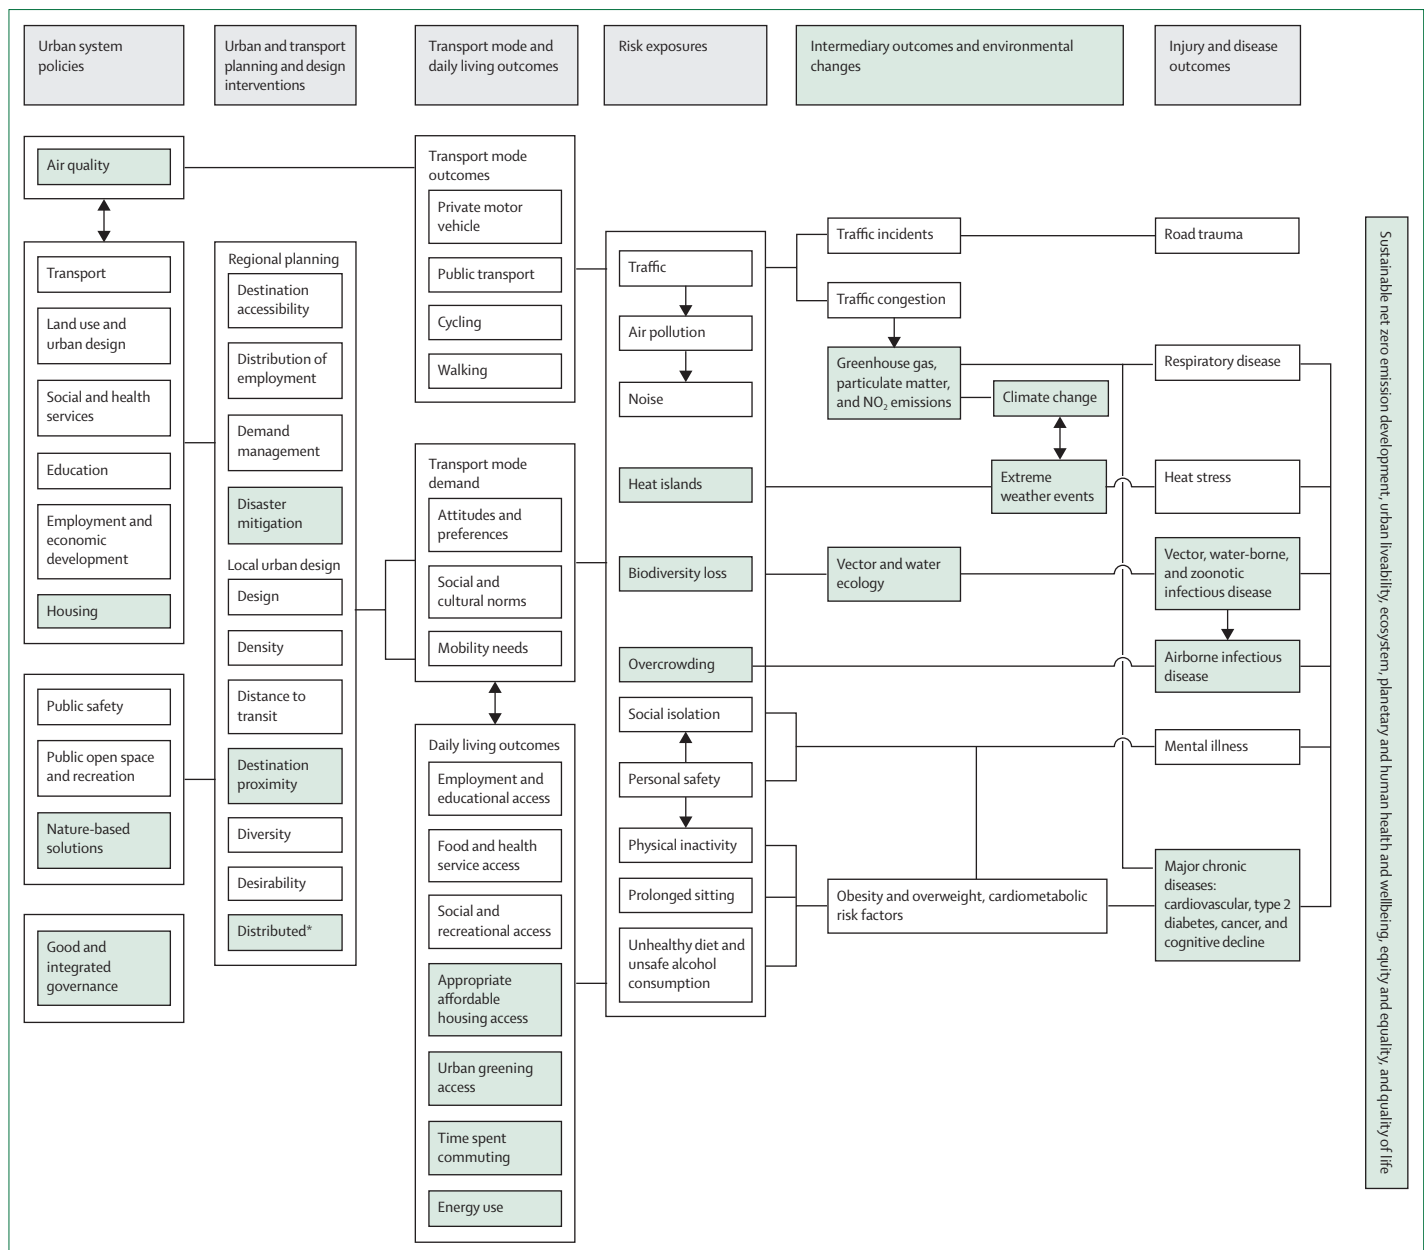 Urban system
policies
Urban and transport
planning and design
interventions
Transport mode and
daily living outcomes
Risk exposures
Intermediary outcomes and environmental
changes
Injury and disease
outcomes
Air quality
Transport
Land use and
urban design
Social and health
services
Education
Employment and
economic
development
Housing
Public safety
Public open space
and recreation
Nature-based
solutions
Good and
integrated
governance
Regional planning
Destination
accessibility
Distribution of
employment
Demand
management
Disaster
mitigation
Local urban design
Design
Density
Distance to
transit
Destination
proximity
Diversity
Desirability
Distributed*
Transport mode
outcomes
Private motor
vehicle
Public transport
Cycling
Walking
Transport mode
demand
Attitudes and
preferences
Social and
cultural norms
Mobility needs
Daily living outcomes
Employment and
educational access
Food and health
service access
Social and
recreational access
Appropriate
affordable
housing access
Urban greening
access
Time spent
commuting
Energy use
Traffic
Air pollution
Noise
Heat islands
Biodiversity loss
Overcrowding
Social isolation
Personal safety
Physical inactivity
Prolonged sitting
Unhealthy diet and
unsafe alcohol
consumption
Traffic incidents
Traffic congestion
Greenhouse gas,
particulate matter,
and NO₂ emissions
Climate change
Extreme
weather events
Vector and water
ecology
Obesity and overweight, cardiometabolic
risk factors
Road trauma
Respiratory disease
Heat stress
Vector, water-borne,
and zoonotic
infectious disease
Airborne infectious
disease
Mental illness
Major chronic
diseases:
cardiovascular, type 2
diabetes, cancer, and
cognitive decline
Sustainable net zero emission development, urban liveability, ecosystem, planetary and human health and wellbeing, equity and equality, and quality of life